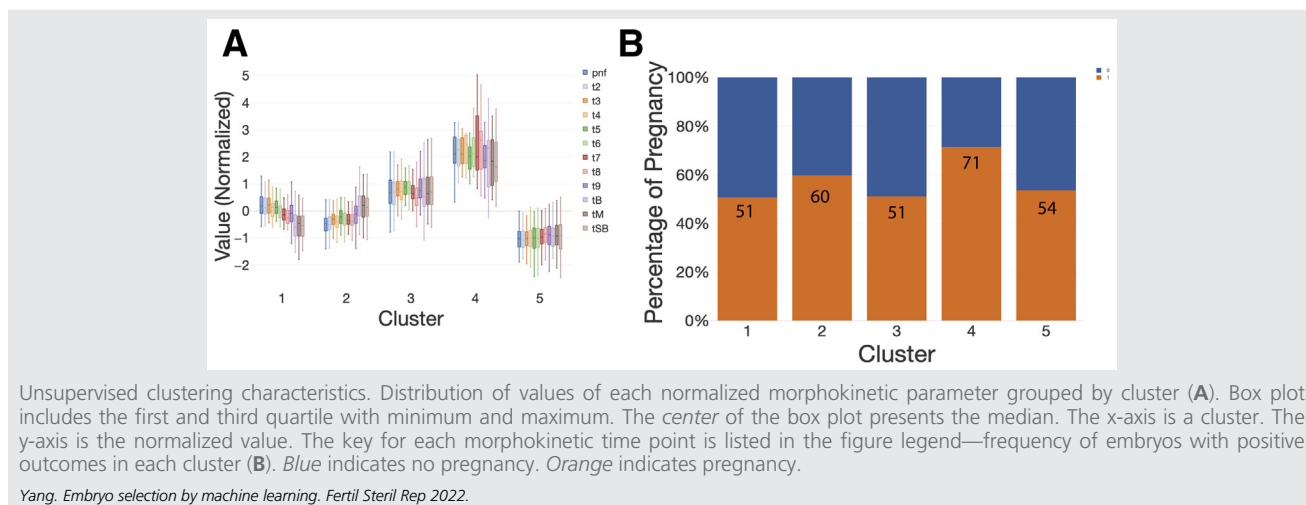 A
Value (Normalized)
5
4
3
2
1
0
−1
−2
1 2 3 4 5
Cluster
pnf
t2
t3
t4
t5
t6
t7
t8
t9
tB
tM
tSB
B
Percentage of Pregnancy
100%
80%
60%
40%
20%
0%
51 60 51 71 54
1 2 3 4 5
Cluster
0
1
Unsupervised clustering characteristics. Distribution of values of each normalized morphokinetic parameter grouped by cluster (A). Box plot
includes the first and third quartile with minimum and maximum. The center of the box plot presents the median. The x-axis is a cluster. The
y-axis is the normalized value. The key for each morphokinetic time point is listed in the figure legend—frequency of embryos with positive
outcomes in each cluster (B). Blue indicates no pregnancy. Orange indicates pregnancy.
Yang. Embryo selection by machine learning. Fertil Steril Rep 2022.